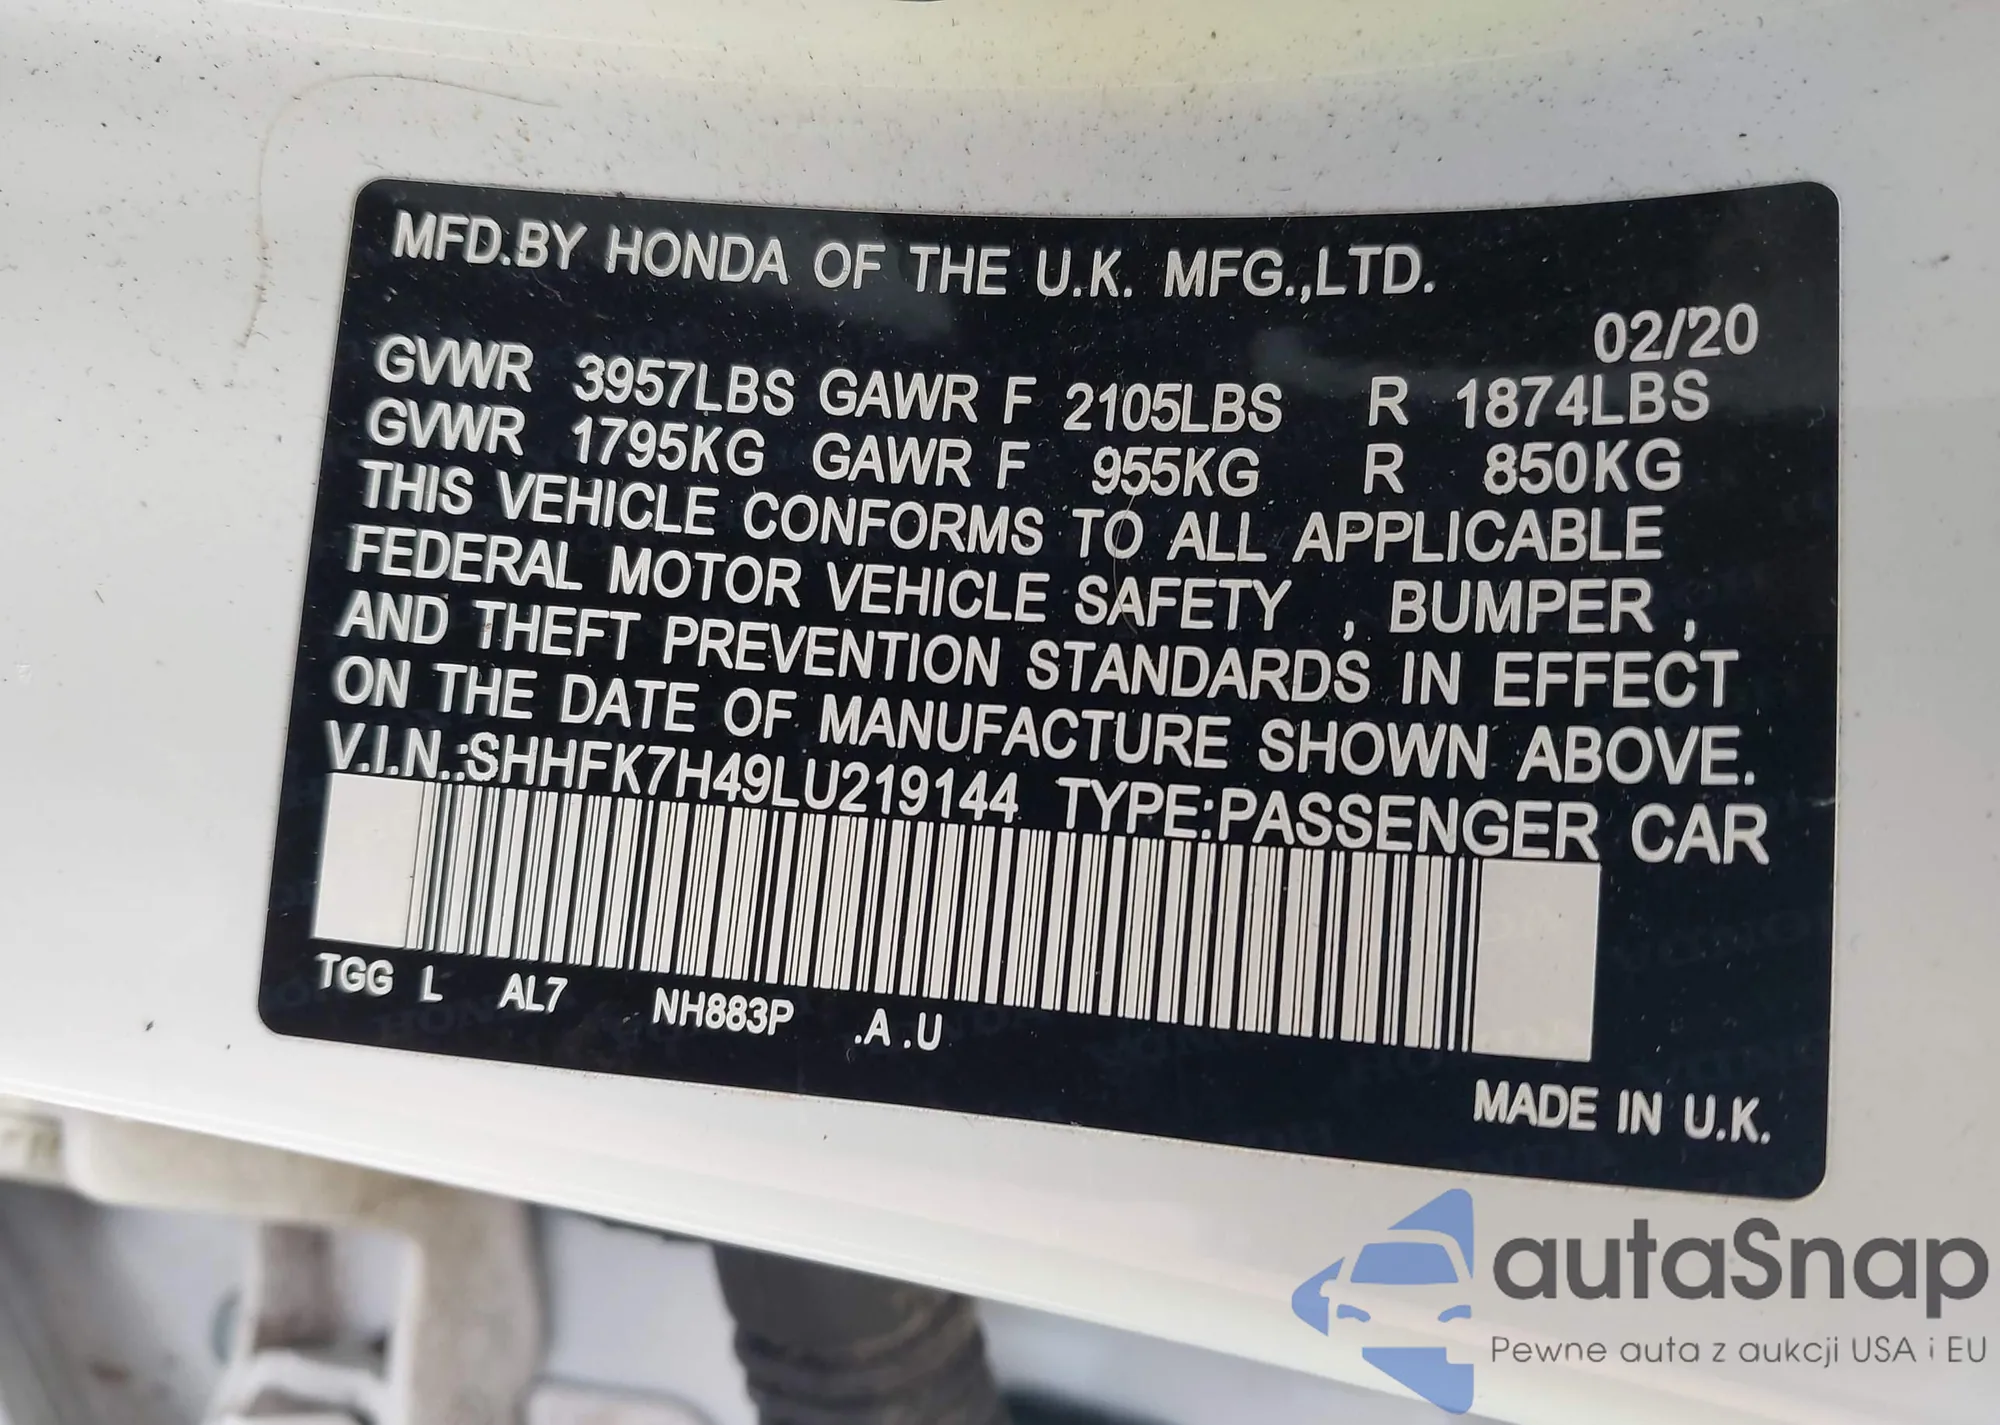 MFD.BY HONDA OF THE U.K. MFG.,LTD.
02/20
GVWR 3957LBS GAWR F 2105LBS R 1874LBS
GVWR 1795KG GAWR F 955KG R 850KG
THIS VEHICLE CONFORMS TO ALL APPLICABLE
FEDERAL MOTOR VEHICLE SAFETY , BUMPER ,
AND THEFT PREVENTION STANDARDS IN EFFECT
ON THE DATE OF MANUFACTURE SHOWN ABOVE.
V.I.N.:SHHFK7H49LU219144 TYPE:PASSENGER CAR
TGG L AL7 NH883P .A .U
MADE IN U.K.
autaSnap
Pewne auta z aukcji USA i EU